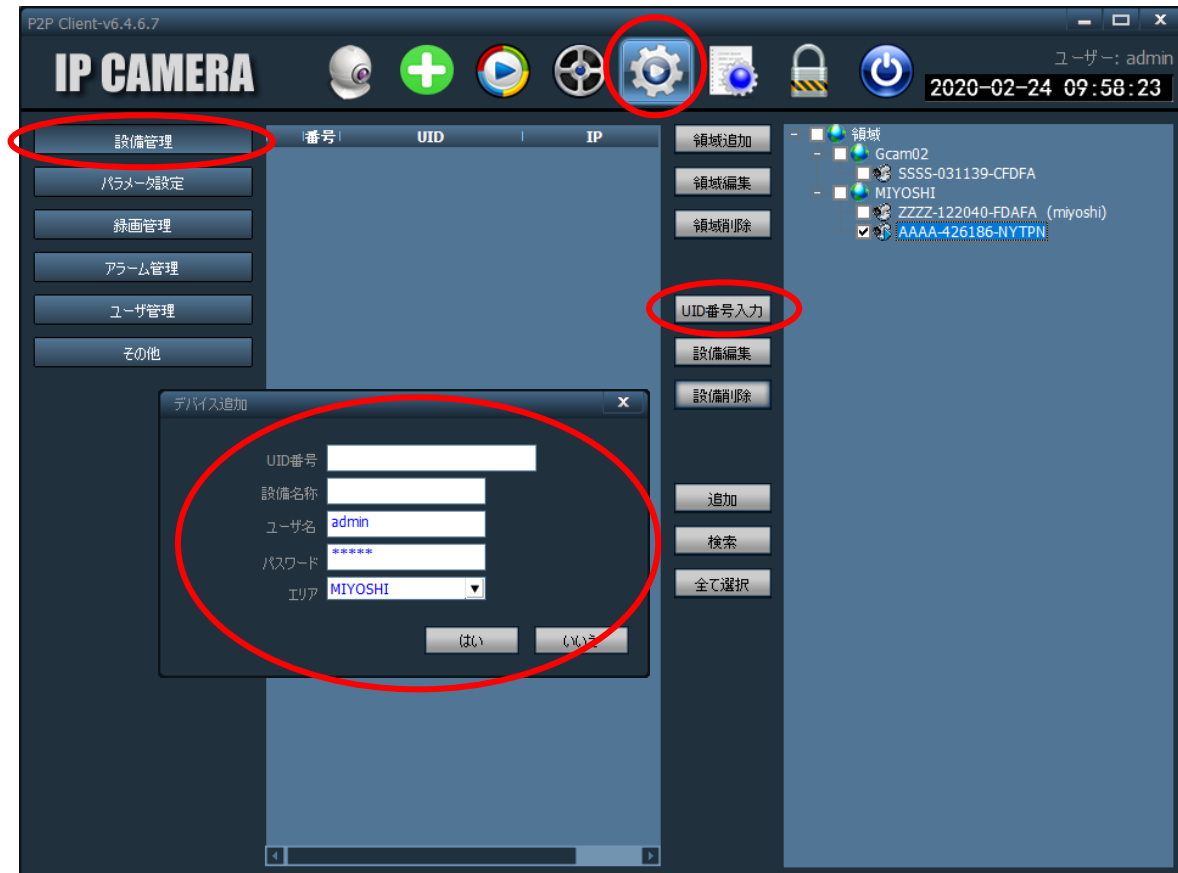 P2P Client-v6.4.6.7
IP CAMERA
ユーザー: admin
2020-02-24 09:58:23
設備管理
パラメータ設定
録画管理
アラーム管理
ユーザ管理
その他
番号 UID IP
領域追加
領域編集
領域削除
UID番号入力
設備編集
設備削除
追加
検索
全て選択
領域
Gcam02
SSSS-031139-CFDFA
MIYOSHI
ZZZZ-122040-FDAFA (miyoshi)
AAAA-426186-NYTPN
デバイス追加
UID番号
設備名称
ユーザ名 admin
パスワード *****
エリア MIYOSHI
はい いいえ